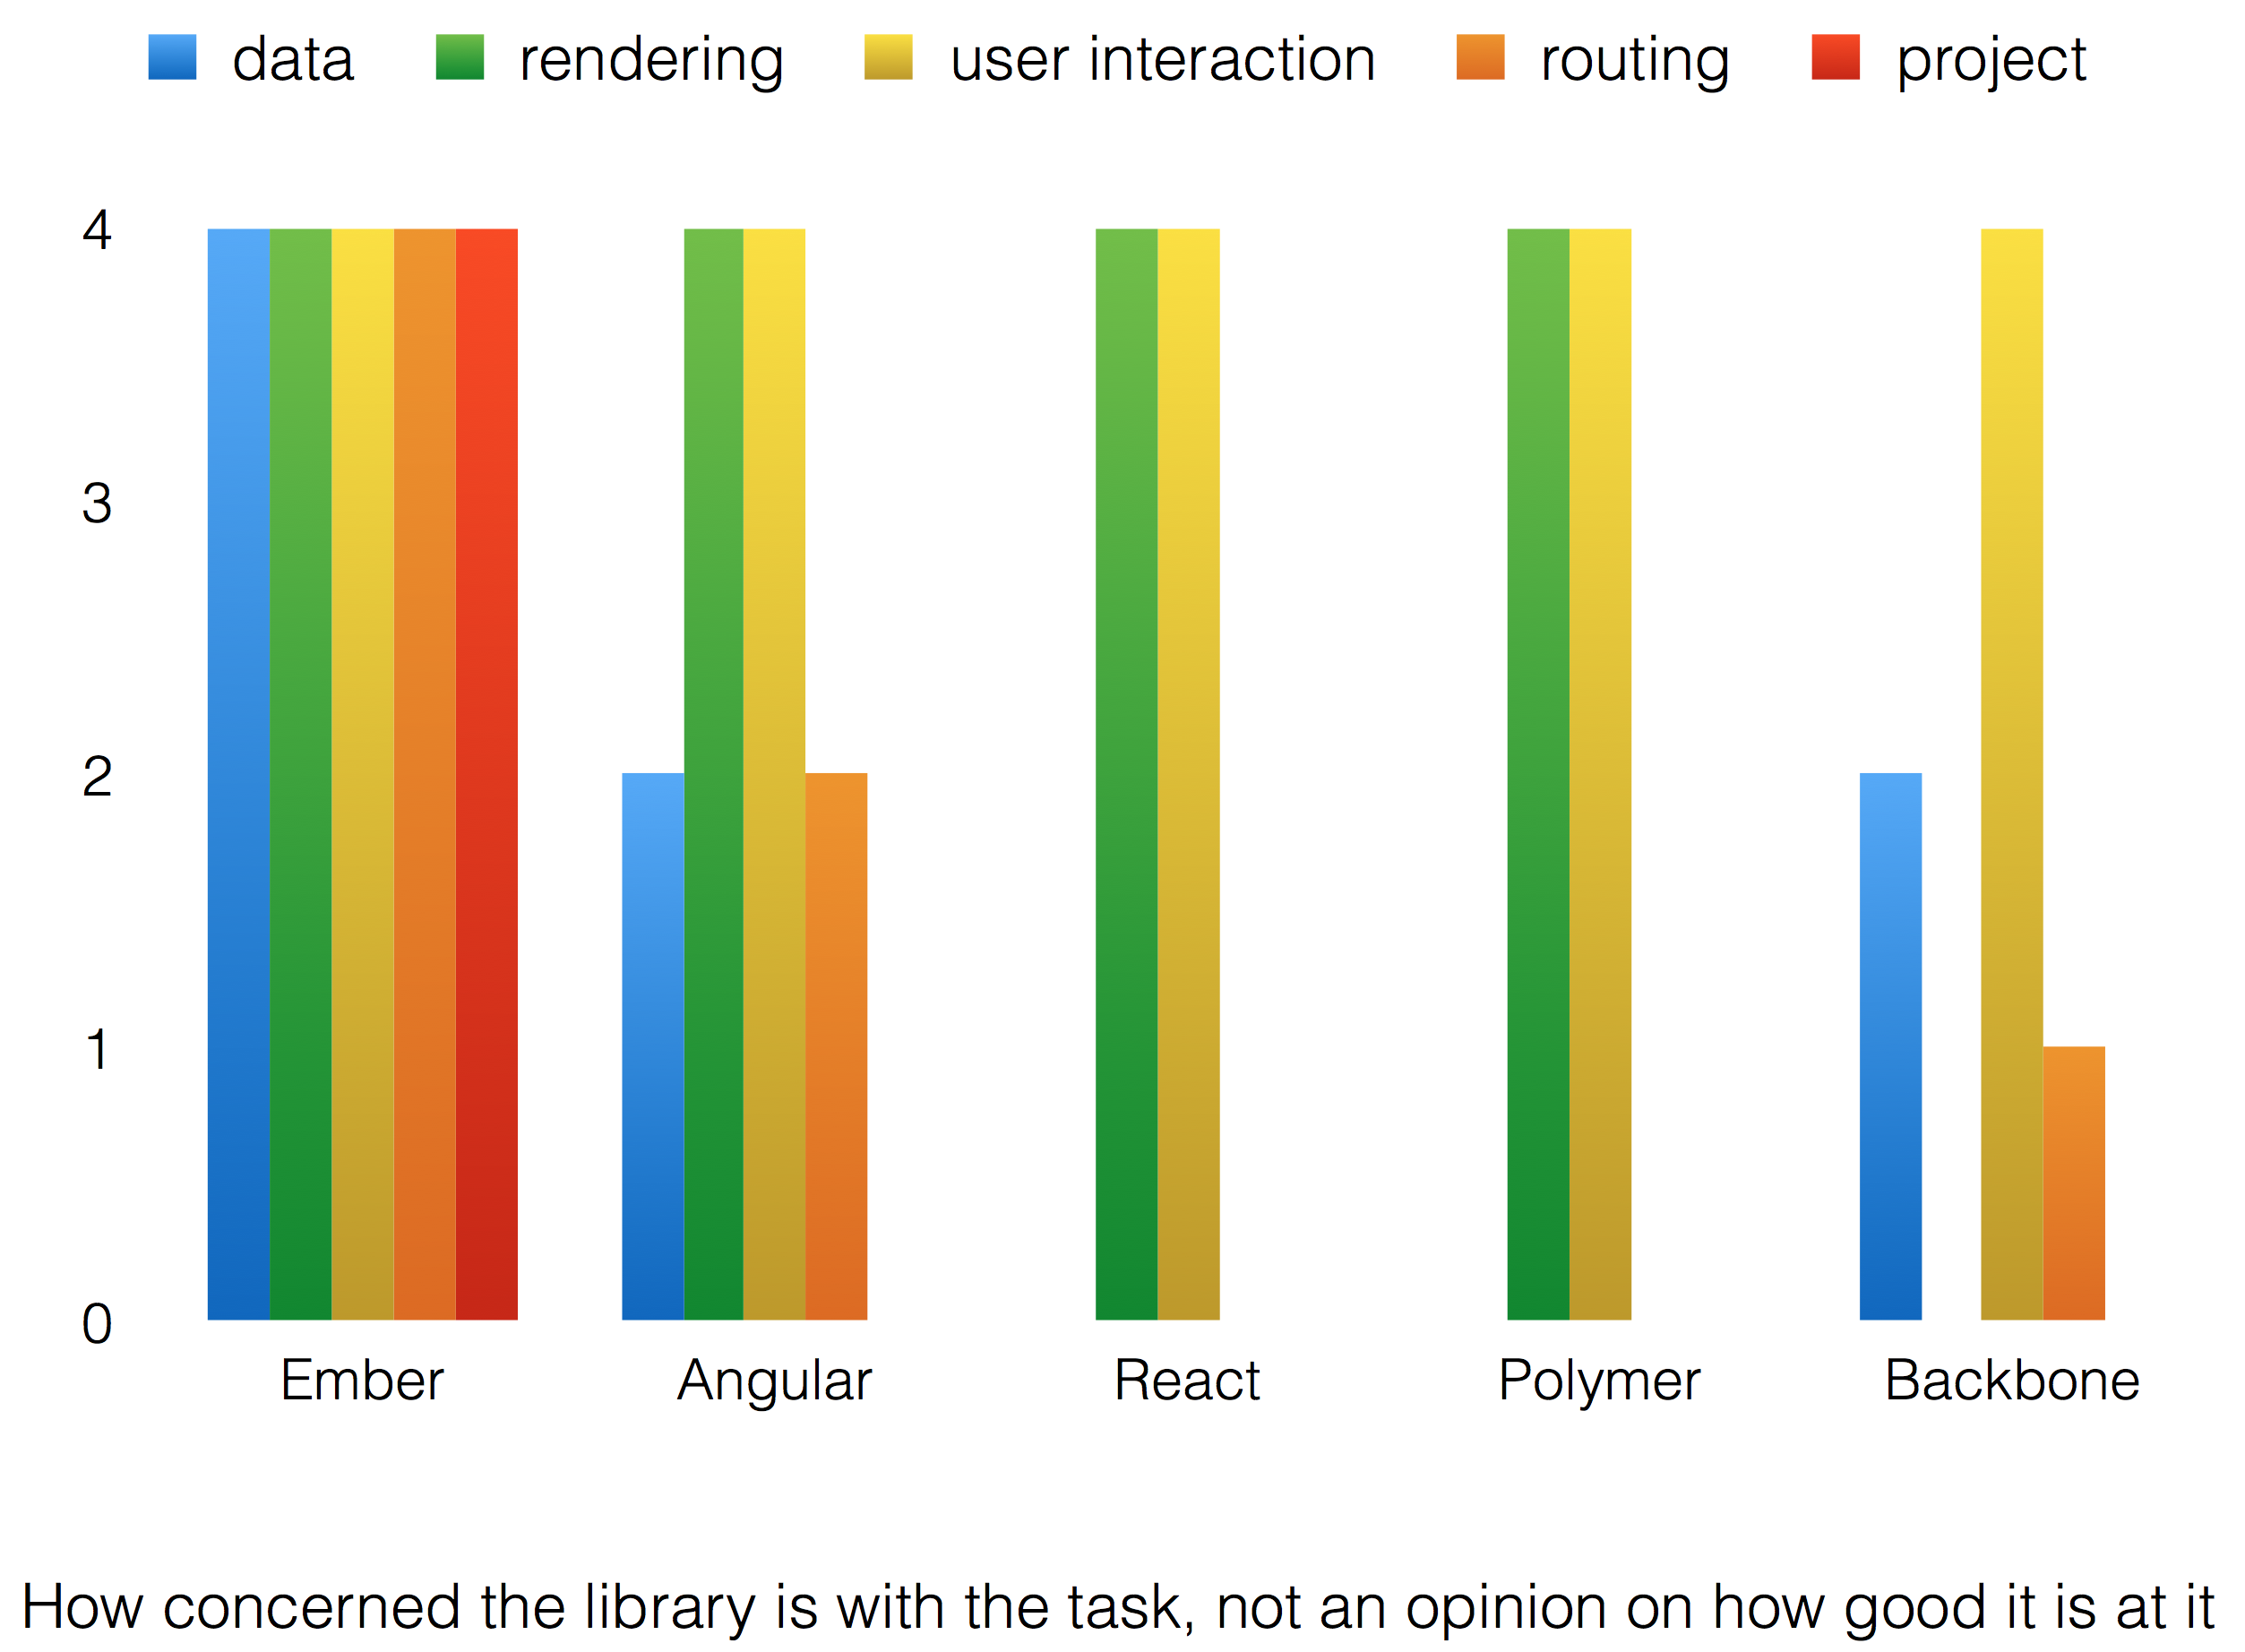 data rendering user interaction routing project
4
3
2
1
0
Ember Angular React Polymer Backbone
How concerned the library is with the task, not an opinion on how good it is at it